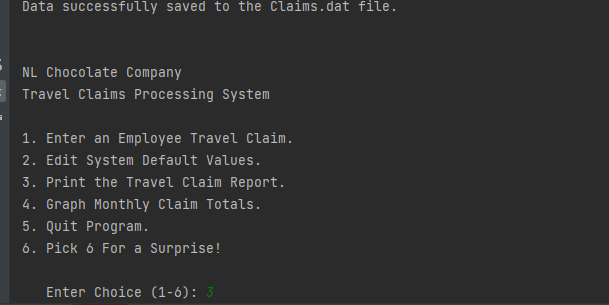 Data successfully saved to the Claims.dat file.
NL Chocolate Company
Travel Claims Processing System
1. Enter an Employee Travel Claim.
2. Edit System Default Values.
3. Print the Travel Claim Report.
4. Graph Monthly Claim Totals.
5. Quit Program.
6. Pick 6 For a Surprise!
Enter Choice (1-6): 3